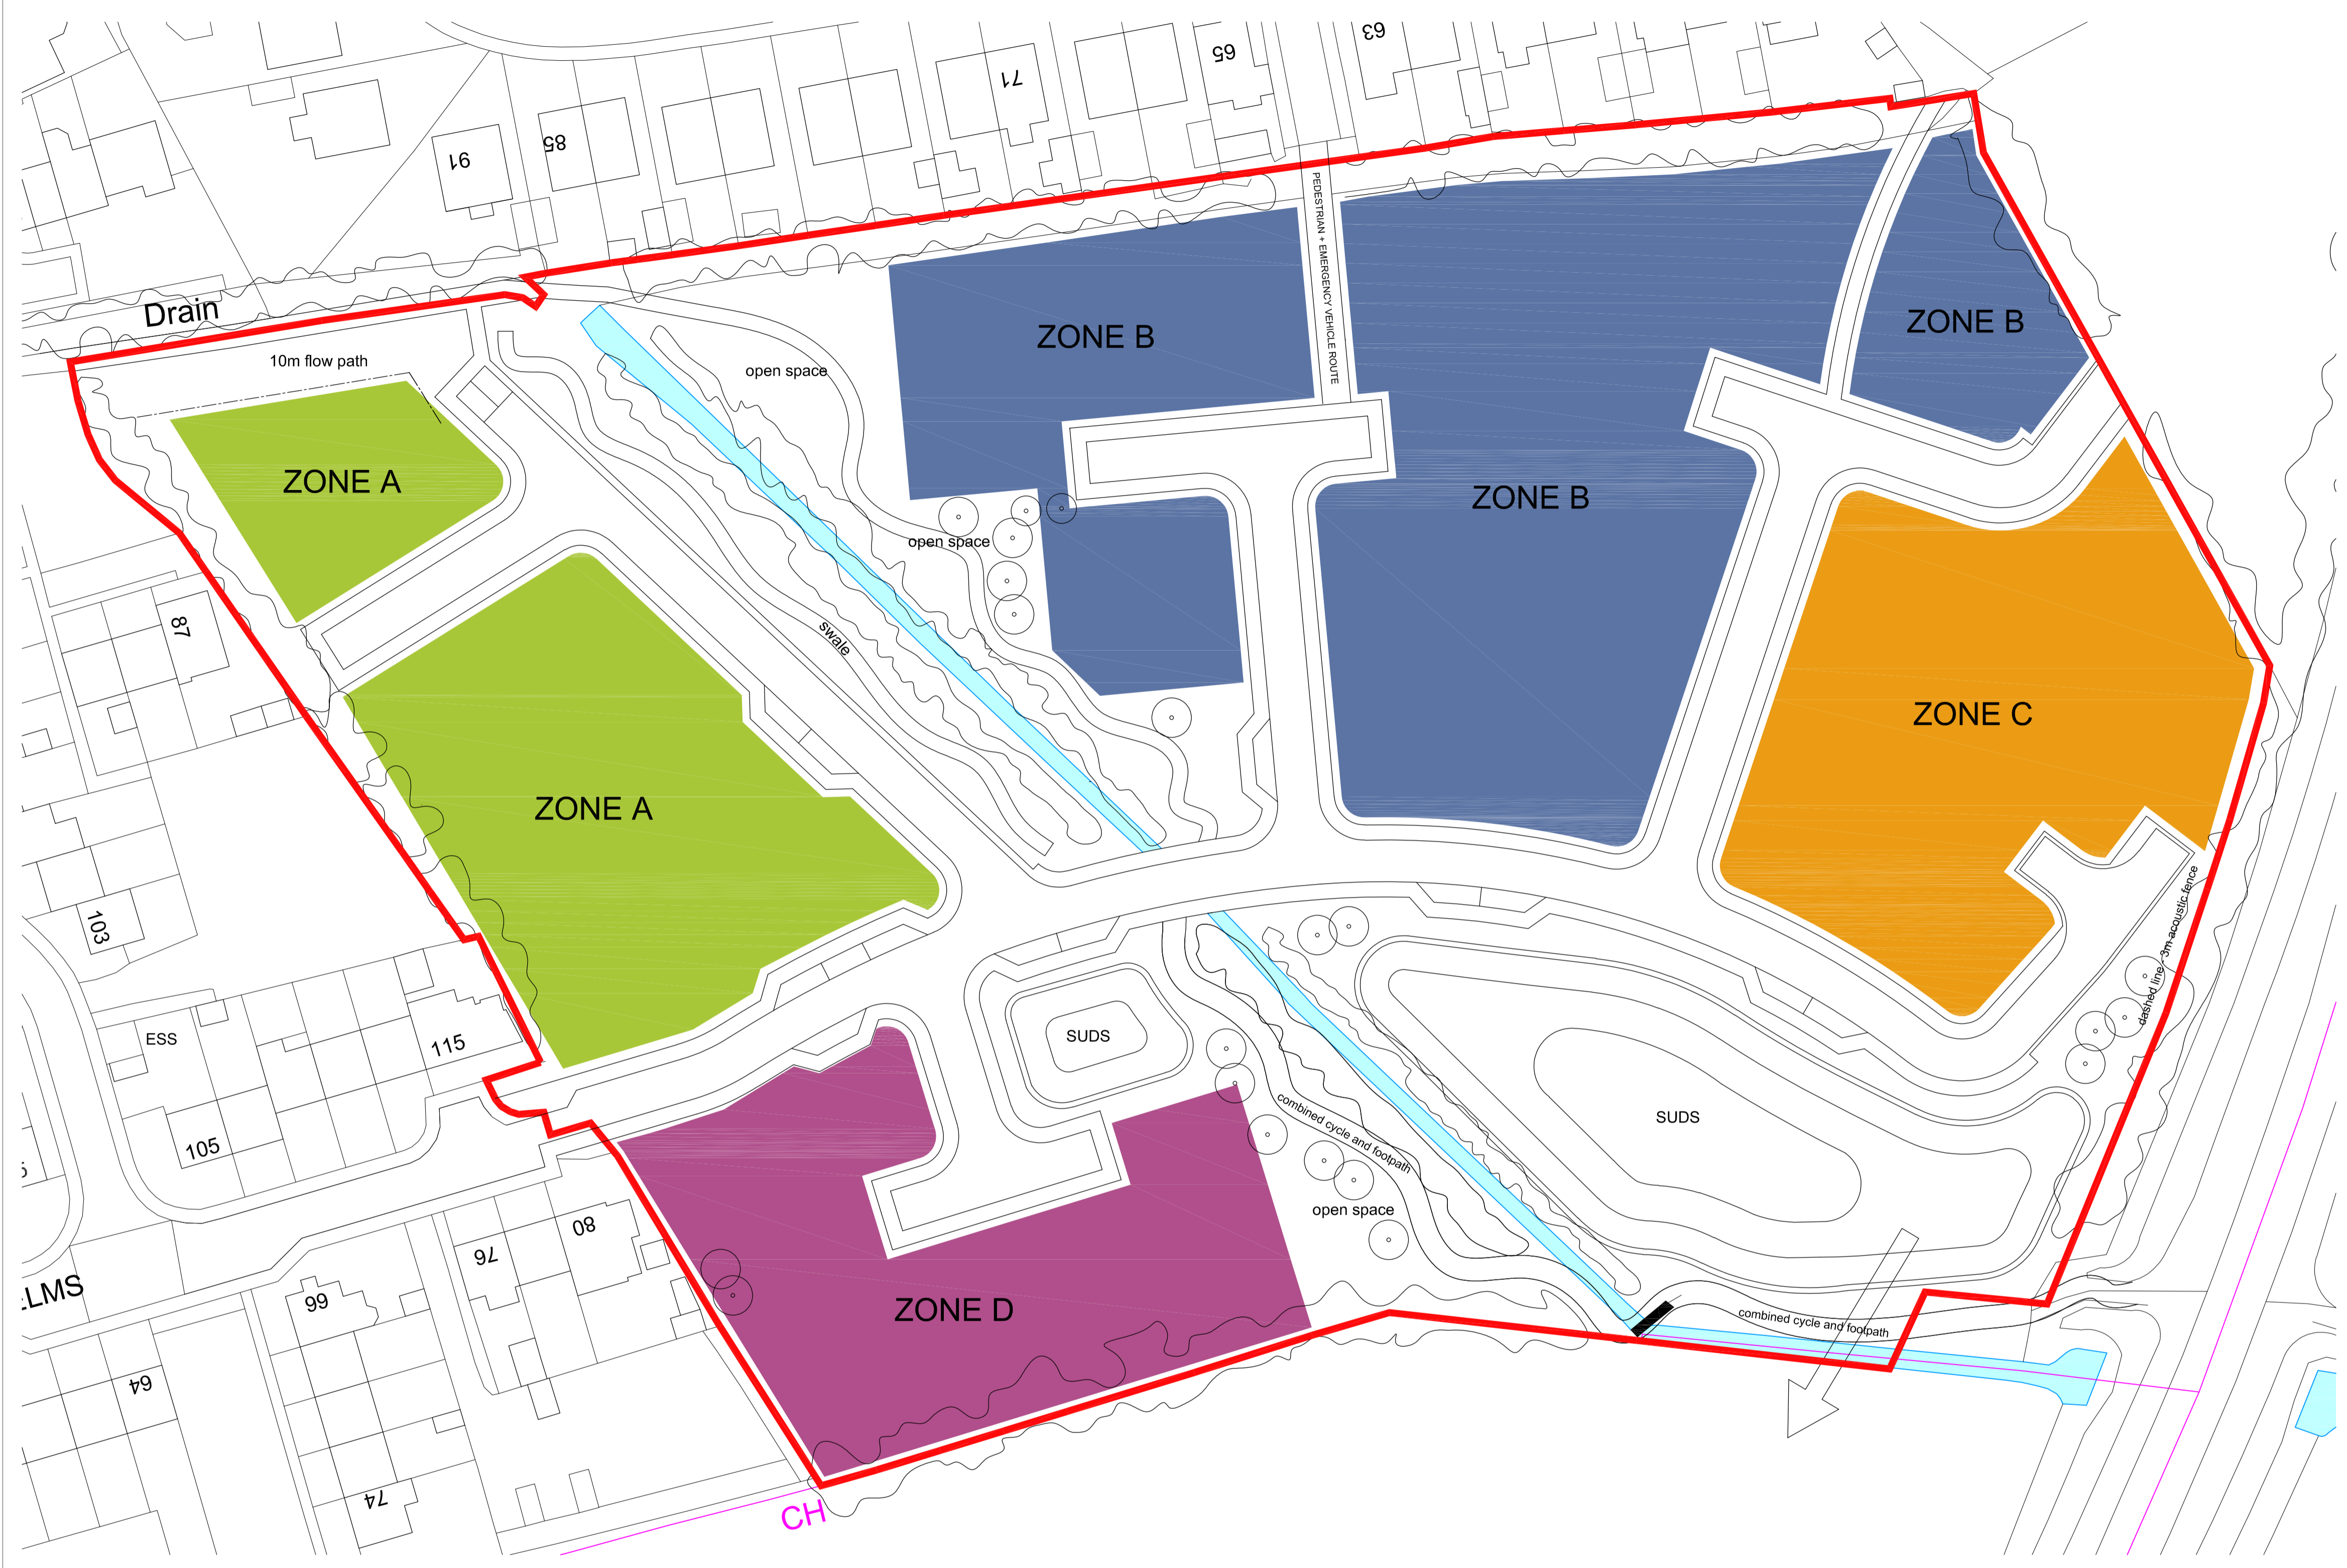 63
65
71
85
91
Drain
10m flow path
PEDESTRIAN + EMERGENCY VEHICLE ROUTE
ZONE B
ZONE B
open space
ZONE A
ZONE B
open space
87
swale
ZONE C
ZONE A
103
dashed line - 3m acoustic fence
ESS
115
SUDS
105
combined cycle and footpath
SUDS
open space
80
76
ELMS
99
ZONE D
combined cycle and footpath
64
74
CH